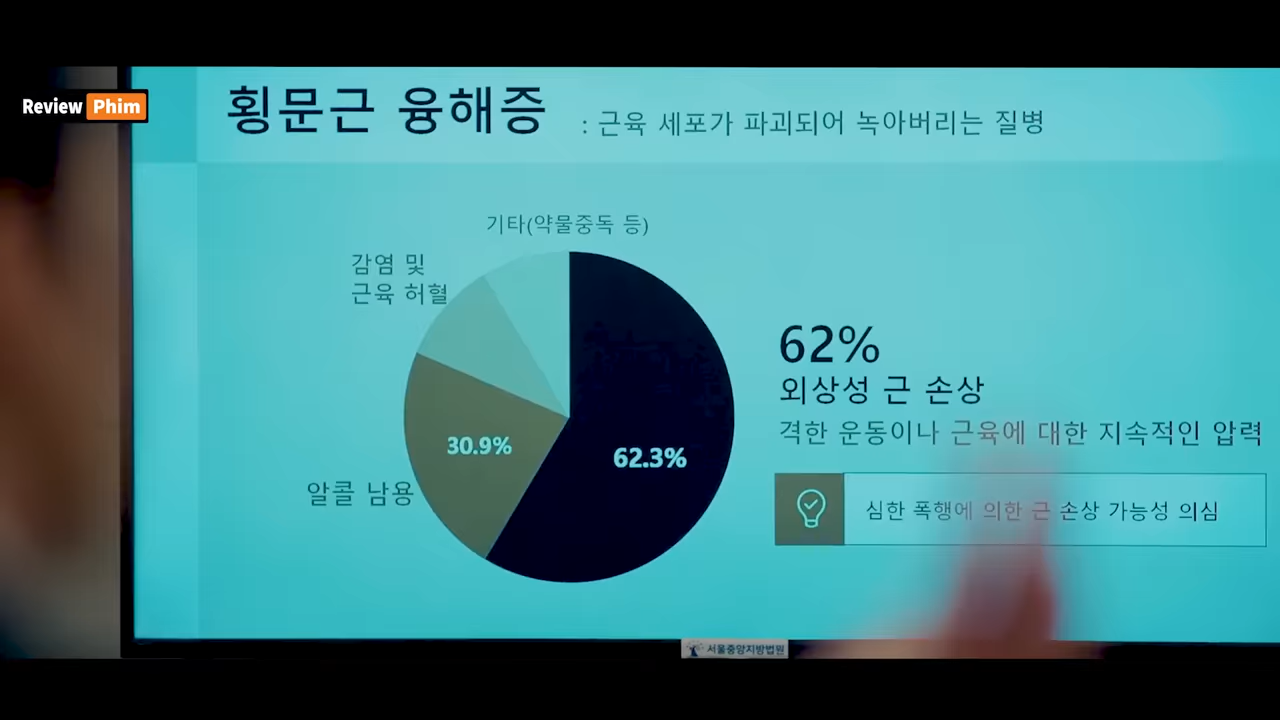 Review Phim
횡문근 융해증 : 근육 세포가 파괴되어 녹아버리는 질병
기타(약물중독 등)
감염 및
근육 허혈
30.9%
알콜 남용
62.3%
62%
외상성 근 손상
격한 운동이나 근육에 대한 지속적인 압력
심한 폭행에 의한 근 손상 가능성 의심
서울중앙지방법원